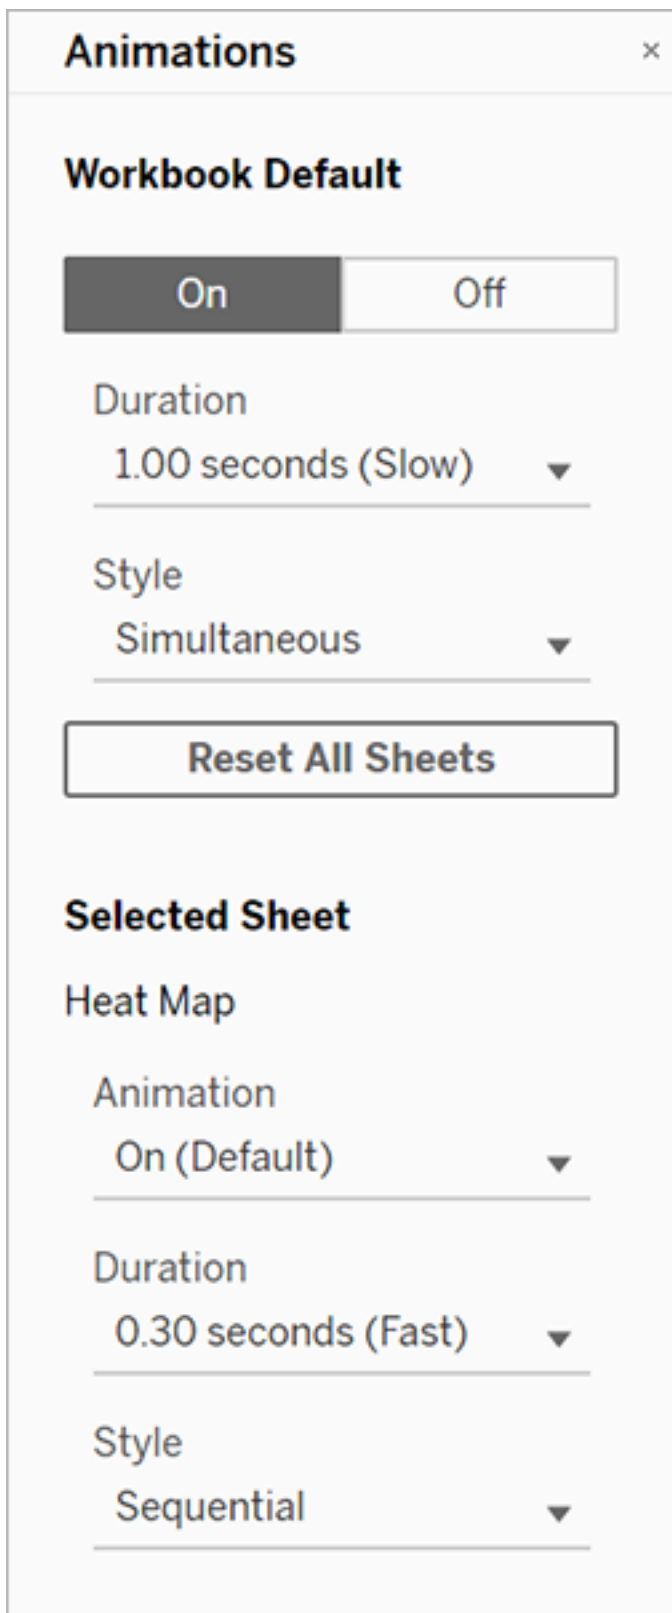 Animations ×
Workbook Default
On Off
Duration
1.00 seconds (Slow)
Style
Simultaneous
Reset All Sheets
Selected Sheet
Heat Map
Animation
On (Default)
Duration
0.30 seconds (Fast)
Style
Sequential